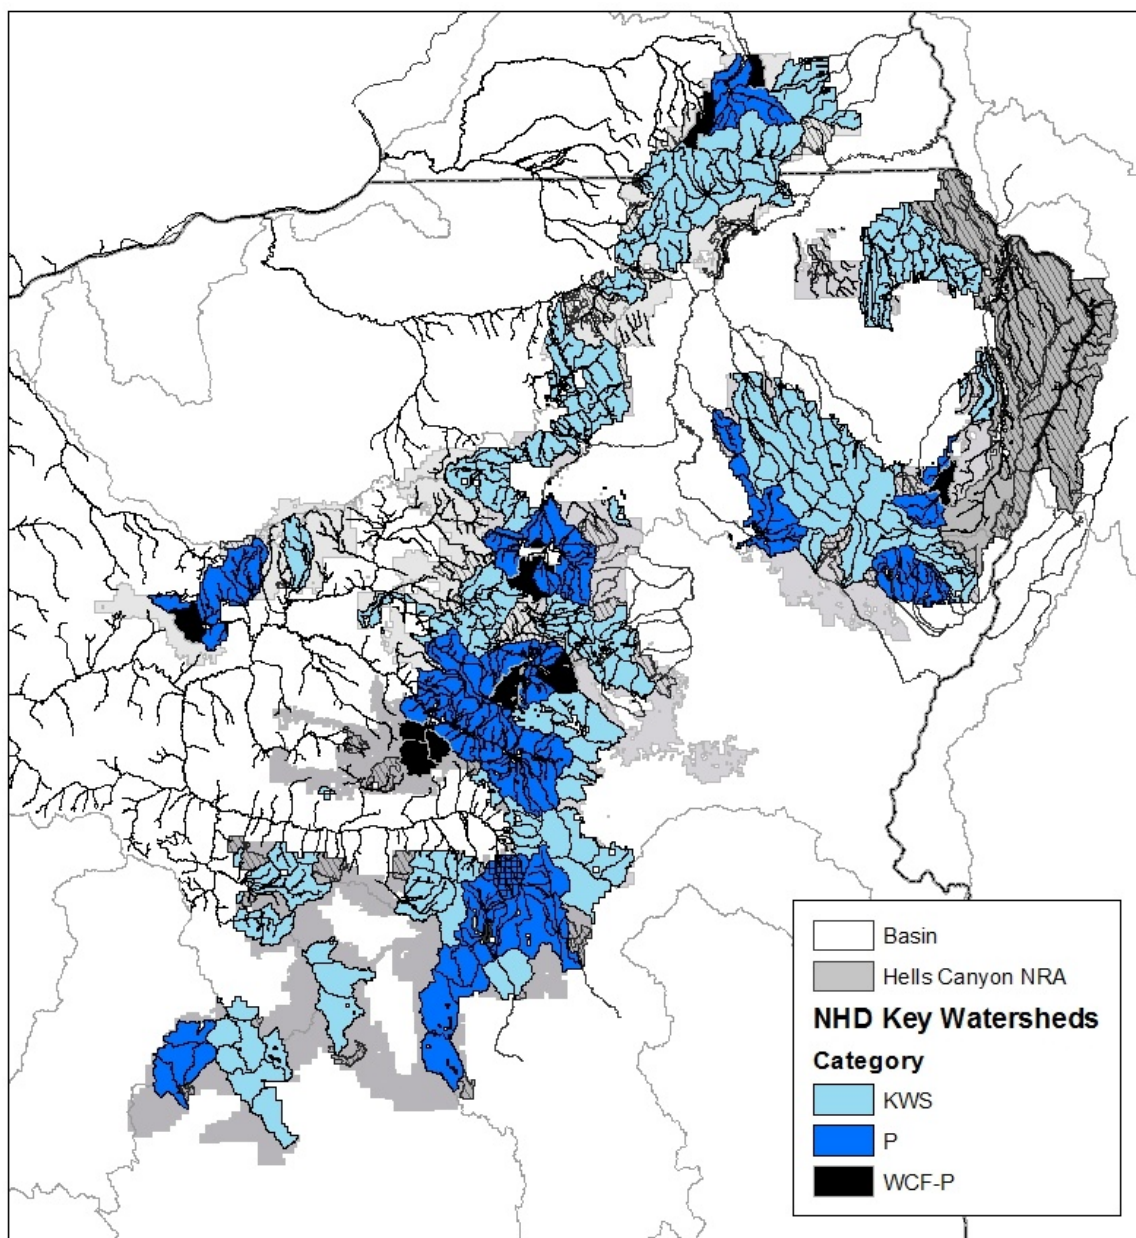 Basin
Hells Canyon NRA
NHD Key Watersheds
Category
KWS
P
WCF-P